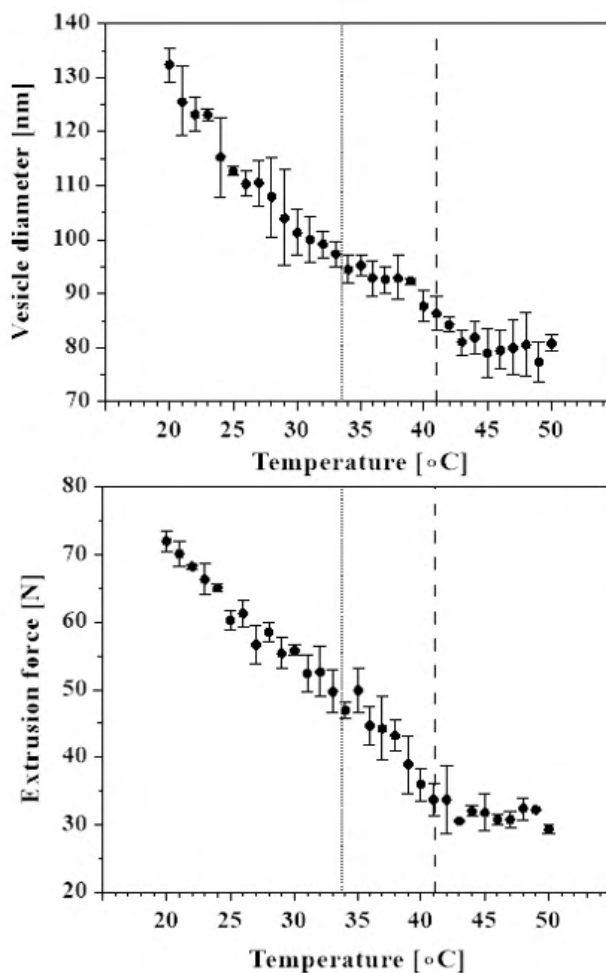 Vesicle diameter [nm]
140
130
120
110
100
90
80
70
20 25 30 35 40 45 50
Temperature [∘C]
Extrusion force [N]
80
70
60
50
40
30
20
20 25 30 35 40 45 50
Temperature [∘C]